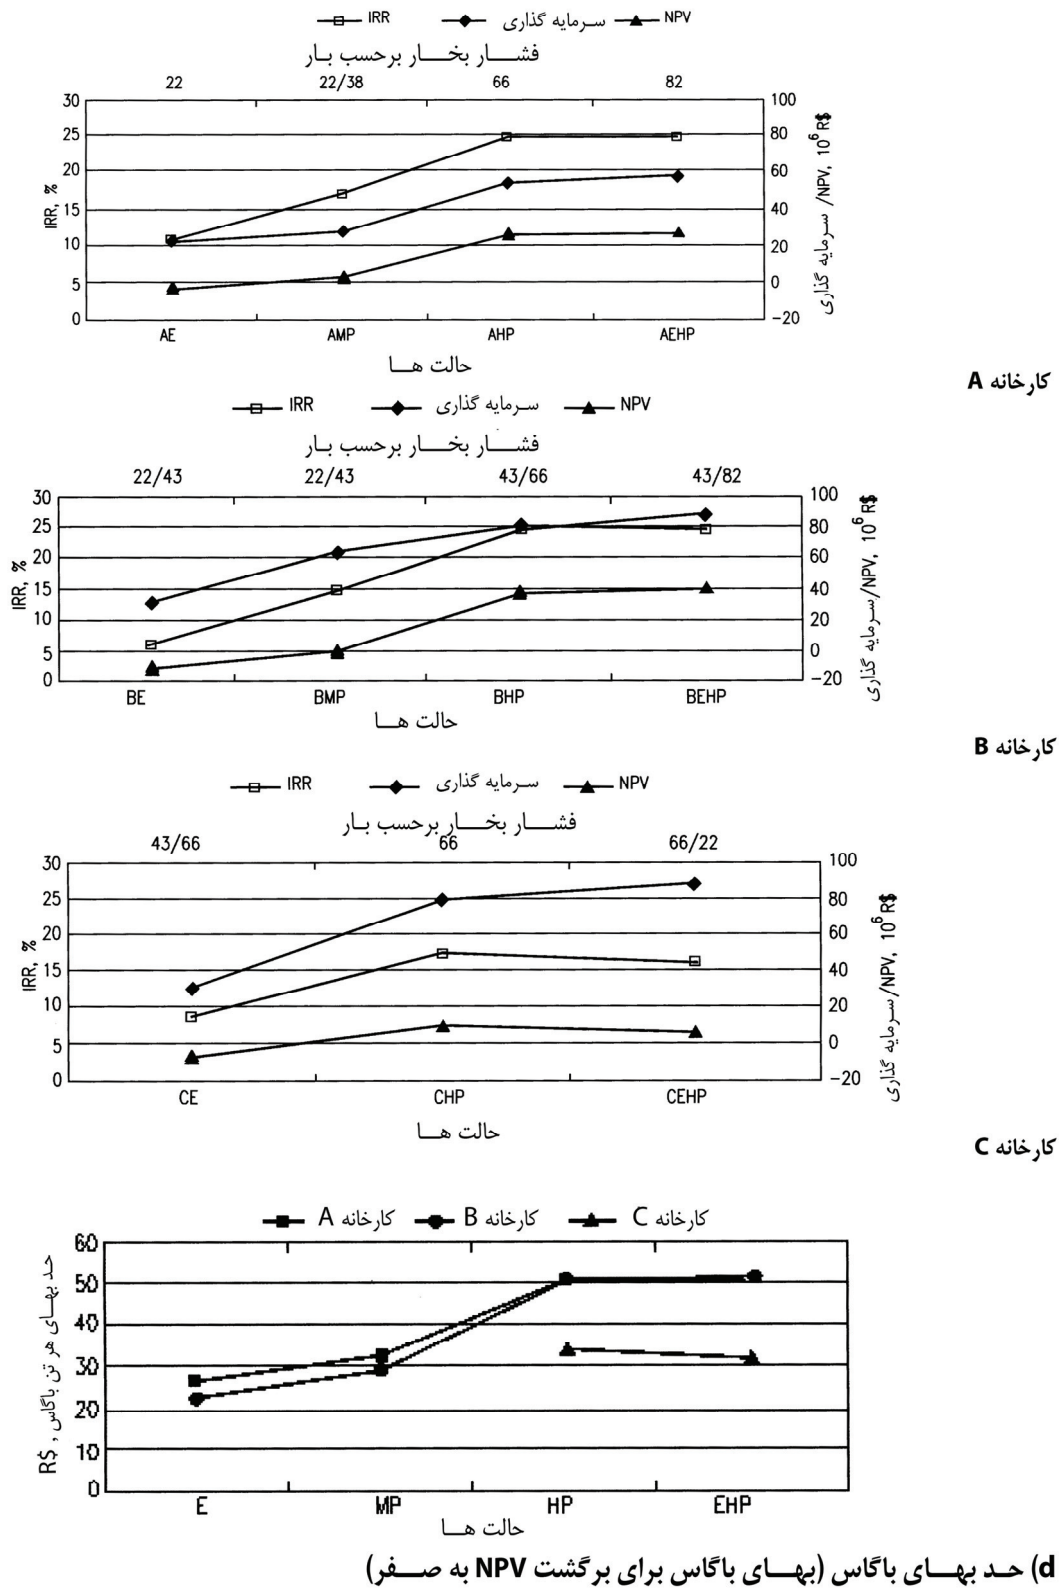 IRR سرمایه گذاری NPV
فشار بخار برحسب بار
22 22/38 66 82
30 100
25 80
20 60
15 40
10 20
5 0
0 -20
IRR, %
سرمایه گذاری /NPV, 10⁶ R$
AE AMP AHP AEHP
حالت ها
کارخانه A
IRR سرمایه گذاری NPV
فشار بخار برحسب بار
22/43 22/43 43/66 43/82
30 100
25 80
20 60
15 40
10 20
5 0
0 -20
IRR, %
سرمایه گذاری/NPV, 10⁶ R$
BE BMP BHP BEHP
حالت ها
کارخانه B
IRR سرمایه گذاری NPV
فشار بخار برحسب بار
43/66 66 66/22
30 100
25 80
20 60
15 40
10 20
5 0
0 -20
IRR, %
سرمایه گذاری/NPV, 10⁶ R$
CE CHP CEHP
حالت ها
کارخانه C
کارخانه A کارخانه B کارخانه C
60
50
40
30
20
10
0
حد بهای هر تن باگاس , R$
E MP HP EHP
حالت ها
d) حد بهای باگاس (بهای باگاس برای برگشت NPV به صفر)